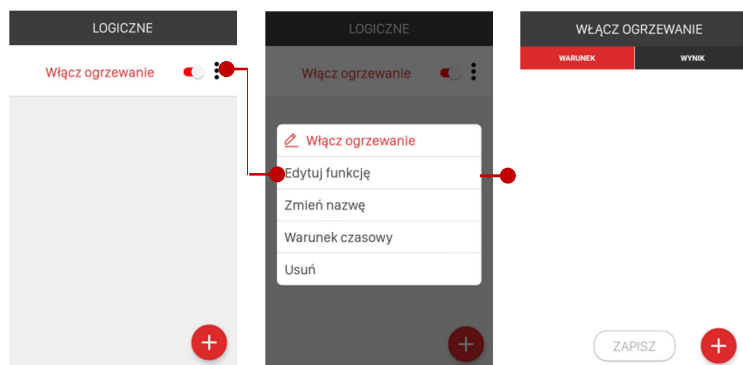 LOGICZNE
Włącz ogrzewanie
LOGICZNE
Włącz ogrzewanie
Włącz ogrzewanie
Edytuj funkcję
Zmień nazwę
Warunek czasowy
Usuń
WŁĄCZ OGRZEWANIE
WARUNEK WYNIK
ZAPISZ